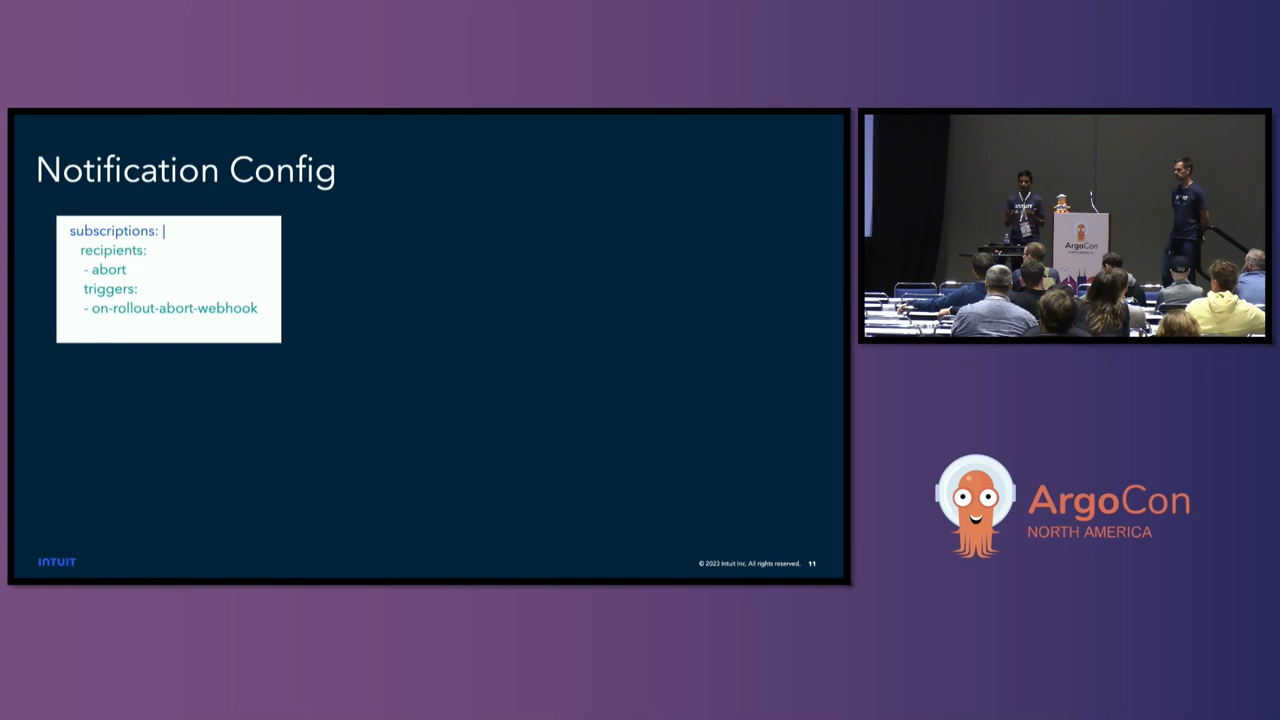 Notification Config
subscriptions: |
recipients:
- abort
triggers:
- on-rollout-abort-webhook
INTUIT
© 2023 Intuit Inc. All rights reserved. 11
INTUIT
ArgoCon
ArgoCon
NORTH AMERICA